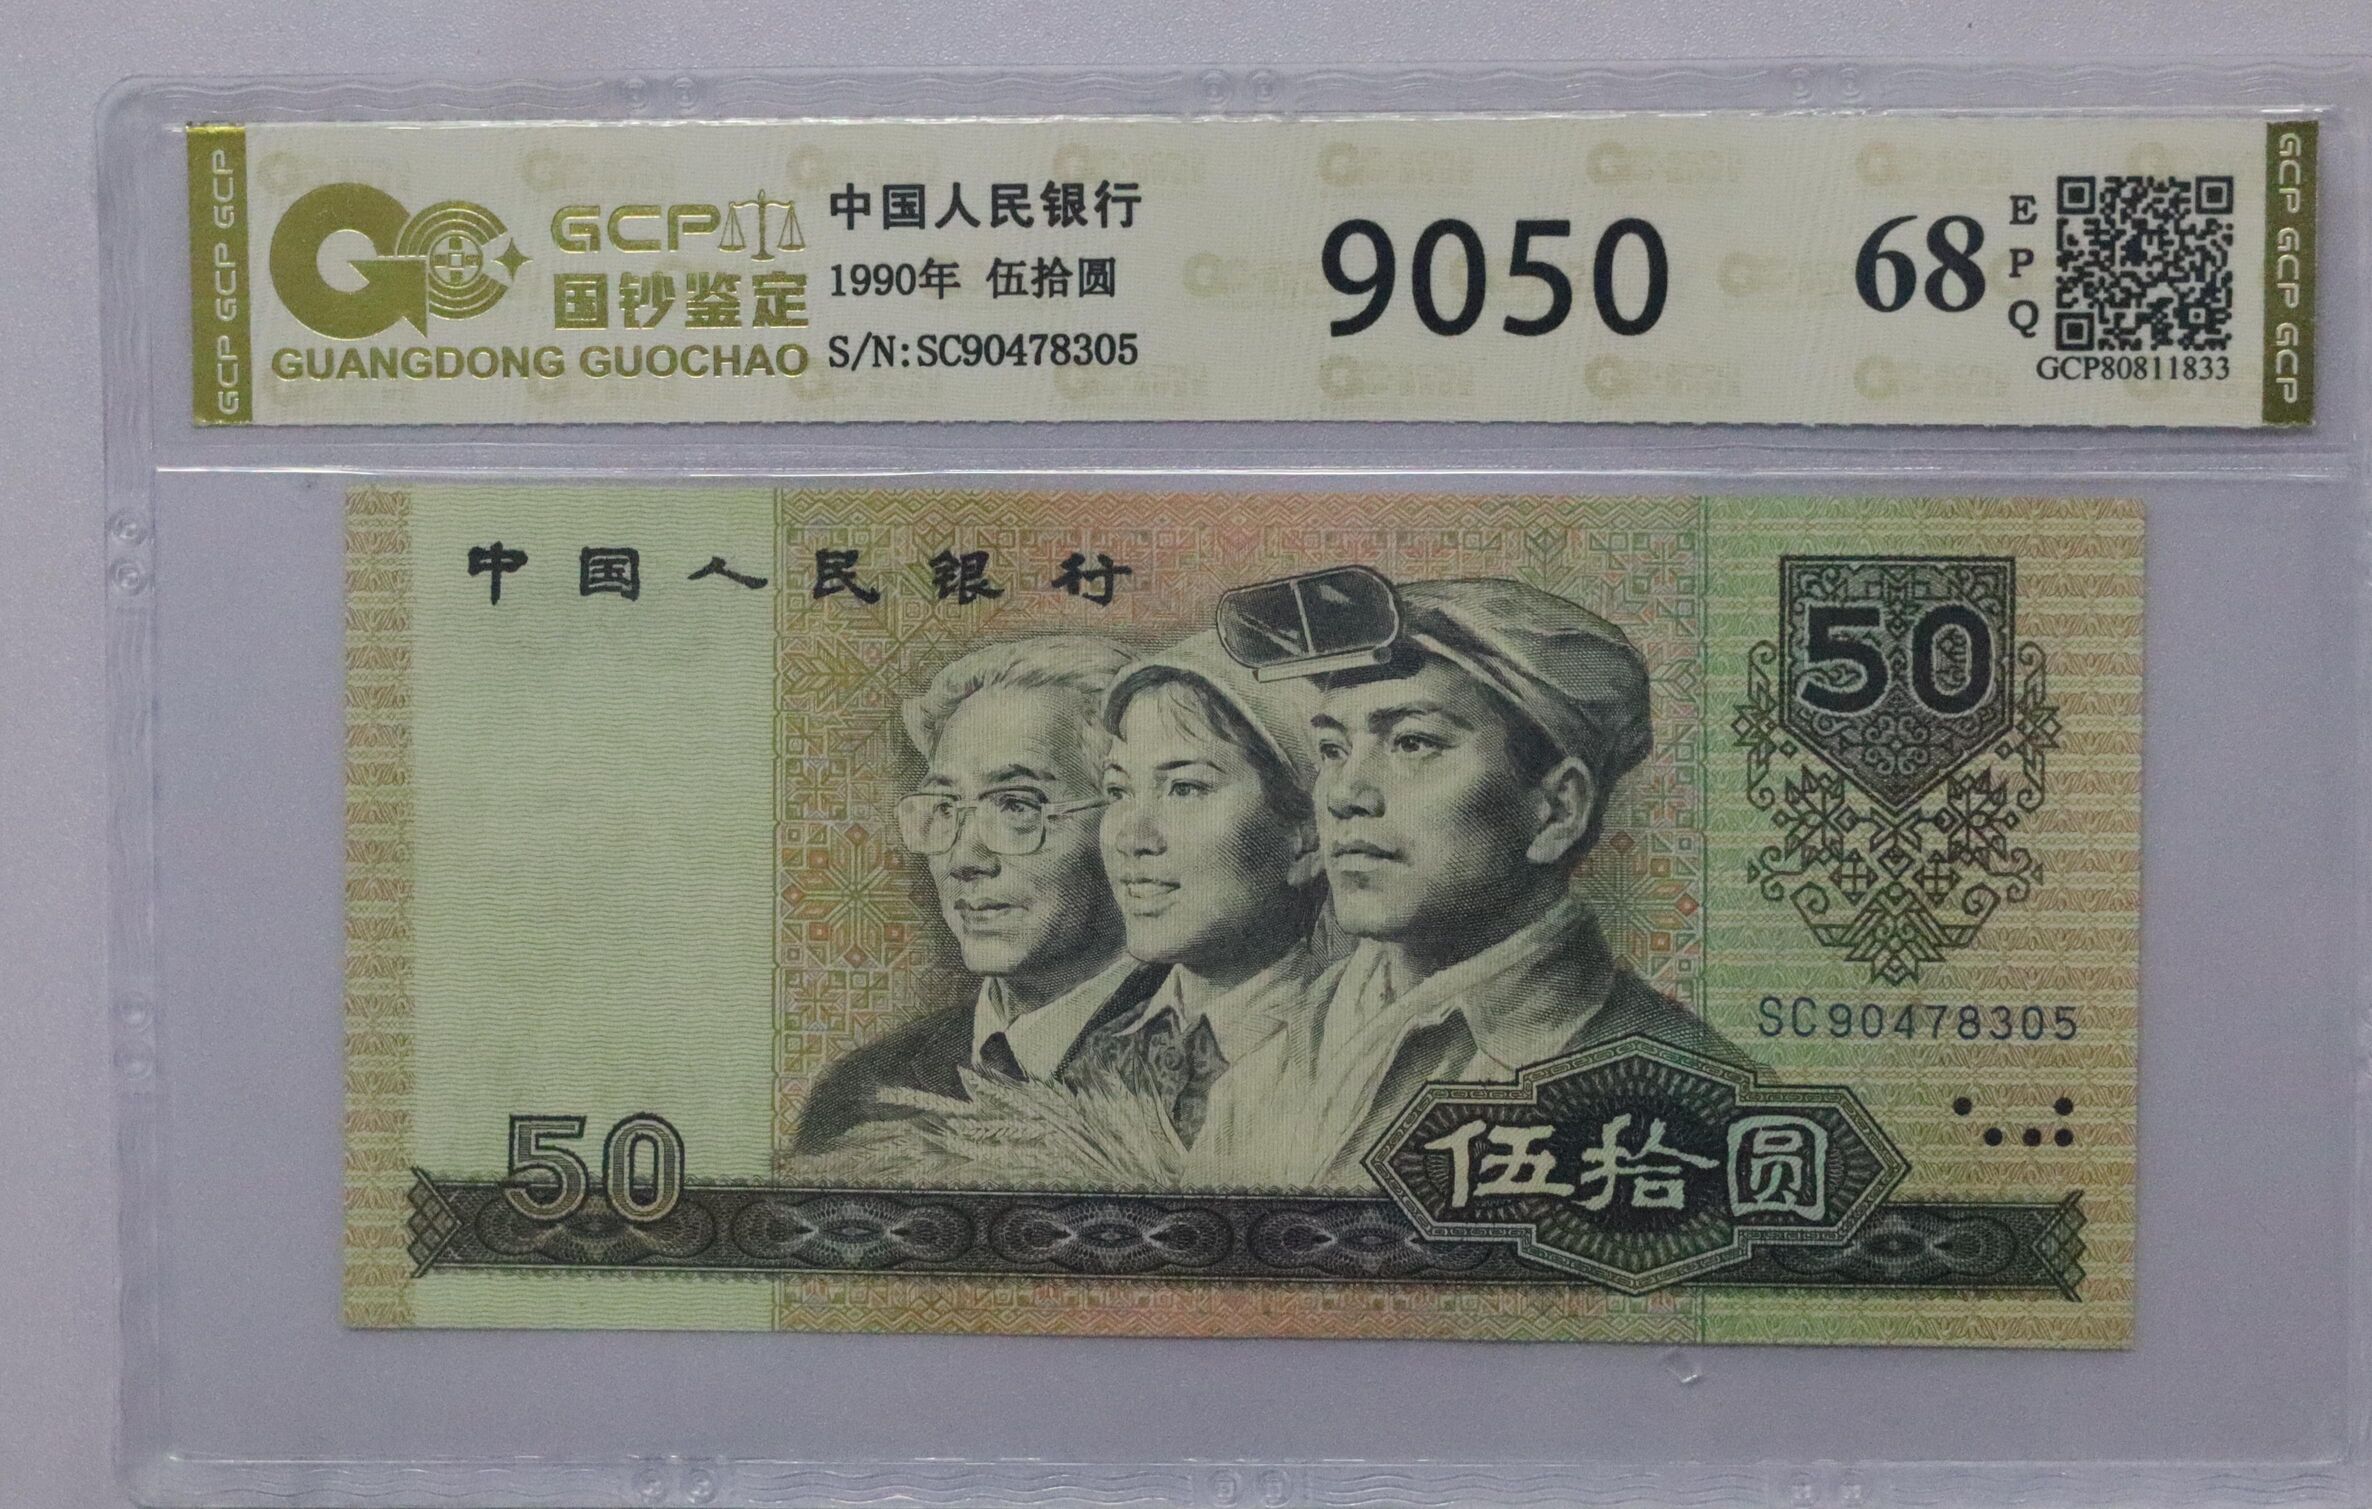 GCP GCP GCP
GCP
国钞鉴定
GUANGDONG GUOCHAO
中国人民银行
1990年 伍拾圆
S/N:SC90478305
9050
68
EPQ
GCP80811833
GCP GCP GCP
中国人民银行
50
SC90478305
50
伍拾圆